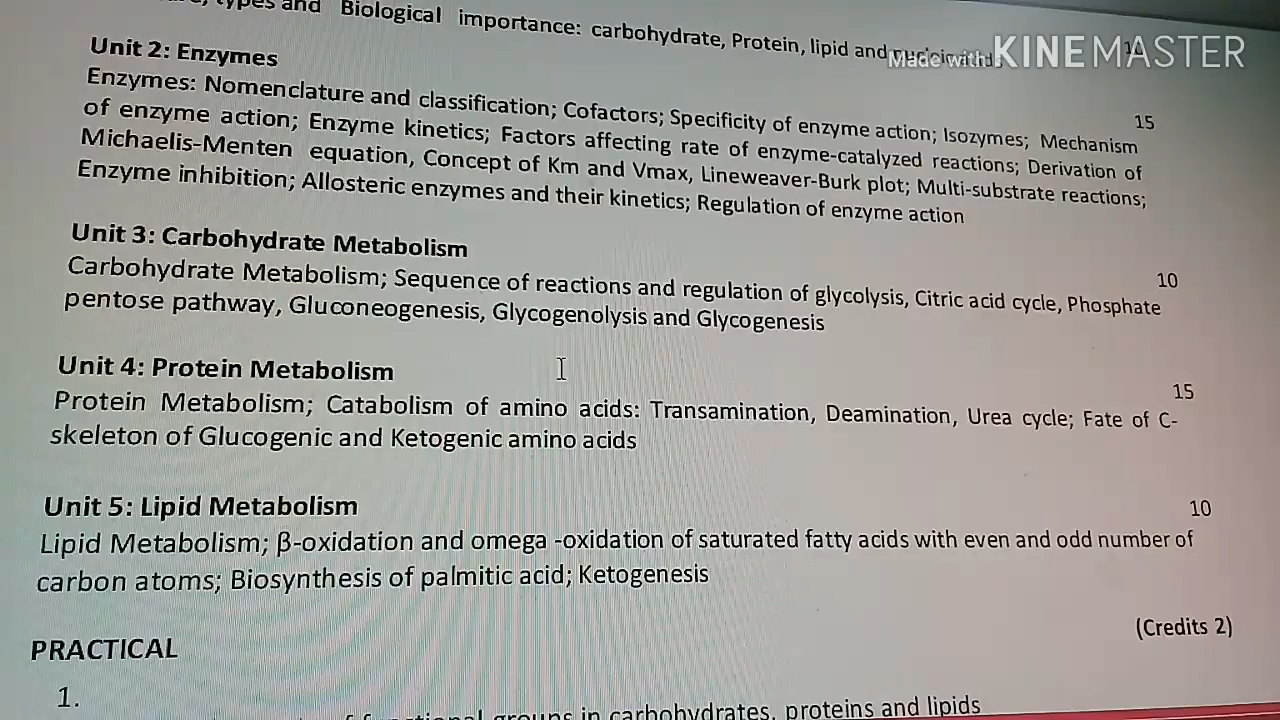 types and Biological importance: carbohydrate, Protein, lipid and
Made with KINEMASTER
Unit 2: Enzymes
15
Enzymes: Nomenclature and classification; Cofactors; Specificity of enzyme action; Isozymes; Mechanism
of enzyme action; Enzyme kinetics; Factors affecting rate of enzyme-catalyzed reactions; Derivation of
Michaelis-Menten equation, Concept of Km and Vmax, Lineweaver-Burk plot; Multi-substrate reactions;
Enzyme inhibition; Allosteric enzymes and their kinetics; Regulation of enzyme action
Unit 3: Carbohydrate Metabolism
10
Carbohydrate Metabolism; Sequence of reactions and regulation of glycolysis, Citric acid cycle, Phosphate
pentose pathway, Gluconeogenesis, Glycogenolysis and Glycogenesis
Unit 4: Protein Metabolism
15
Protein Metabolism; Catabolism of amino acids: Transamination, Deamination, Urea cycle; Fate of C-
skeleton of Glucogenic and Ketogenic amino acids
Unit 5: Lipid Metabolism
10
Lipid Metabolism; β-oxidation and omega -oxidation of saturated fatty acids with even and odd number of
carbon atoms; Biosynthesis of palmitic acid; Ketogenesis
(Credits 2)
PRACTICAL
1.
functional groups in carbohydrates, proteins and lipids